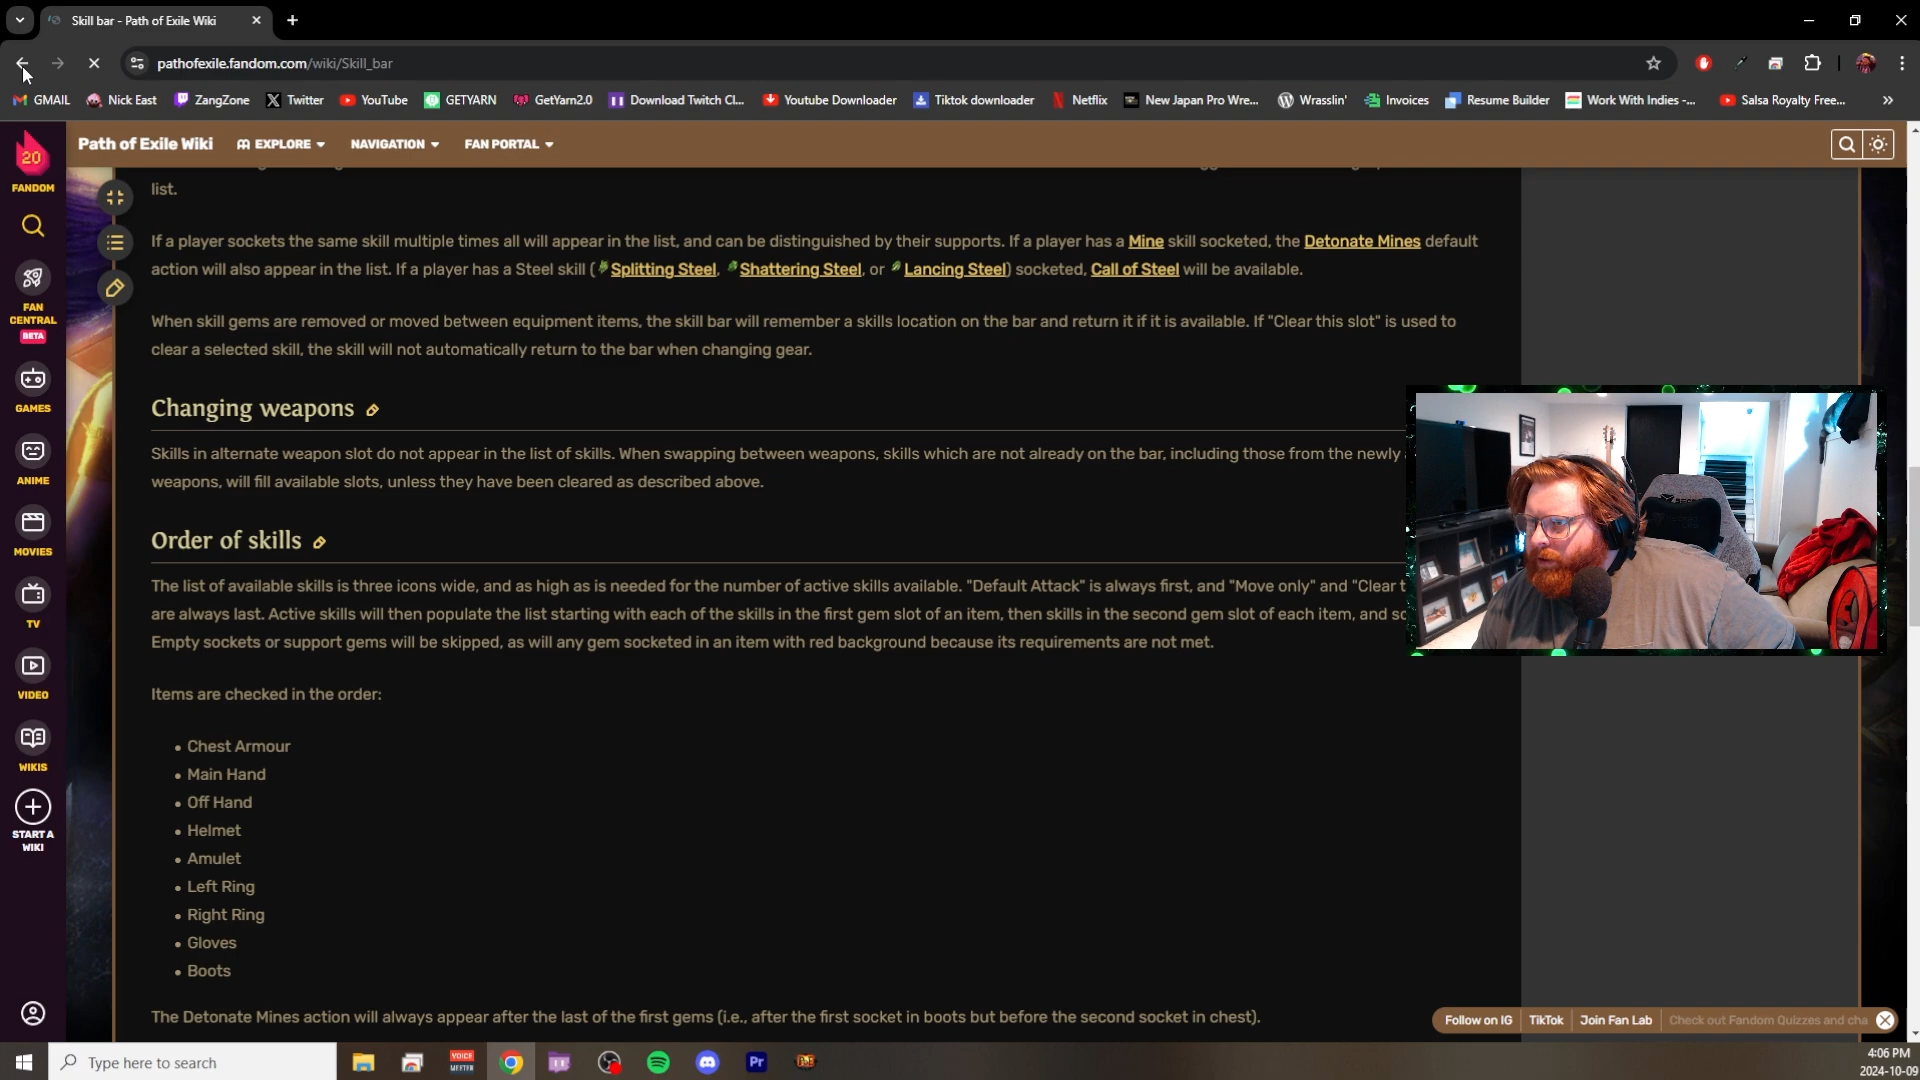 Skill bar - Path of Exile Wiki
pathofexile.fandom.com/wiki/Skill_bar
GMAIL Nick East ZangZone Twitter YouTube GETYARN GetYarn2.0 Download Twitch Cl... Youtube Downloader Tiktok downloader Netflix New Japan Pro Wre... Wrasslin' Invoices Resume Builder Work With Indies -... Salsa Royalty Free... »
Path of Exile Wiki EXPLORE NAVIGATION FAN PORTAL
20
FANDOM
FAN CENTRAL
BETA
GAMES
ANIME
MOVIES
TV
VIDEO
WIKIS
START A WIKI
list.
If a player sockets the same skill multiple times all will appear in the list, and can be distinguished by their supports. If a player has a Mine skill socketed, the Detonate Mines default
action will also appear in the list. If a player has a Steel skill ( Splitting Steel, Shattering Steel, or Lancing Steel) socketed, Call of Steel will be available.
When skill gems are removed or moved between equipment items, the skill bar will remember a skills location on the bar and return it if it is available. If "Clear this slot" is used to
clear a selected skill, the skill will not automatically return to the bar when changing gear.
Changing weapons
Skills in alternate weapon slot do not appear in the list of skills. When swapping between weapons, skills which are not already on the bar, including those from the newly
weapons, will fill available slots, unless they have been cleared as described above.
Order of skills
The list of available skills is three icons wide, and as high as is needed for the number of active skills available. "Default Attack" is always first, and "Move only" and "Clear
are always last. Active skills will then populate the list starting with each of the skills in the first gem slot of an item, then skills in the second gem slot of each item, and
Empty sockets or support gems will be skipped, as will any gem socketed in an item with red background because its requirements are not met.
Items are checked in the order:
• Chest Armour
• Main Hand
• Off Hand
• Helmet
• Amulet
• Left Ring
• Right Ring
• Gloves
• Boots
The Detonate Mines action will always appear after the last of the first gems (i.e., after the first socket in boots but before the second socket in chest).
Follow on IG TikTok Join Fan Lab Check out Fandom Quizzes and cha
Type here to search
VOICE
MEETER
Pr
4:06 PM
2024-10-09